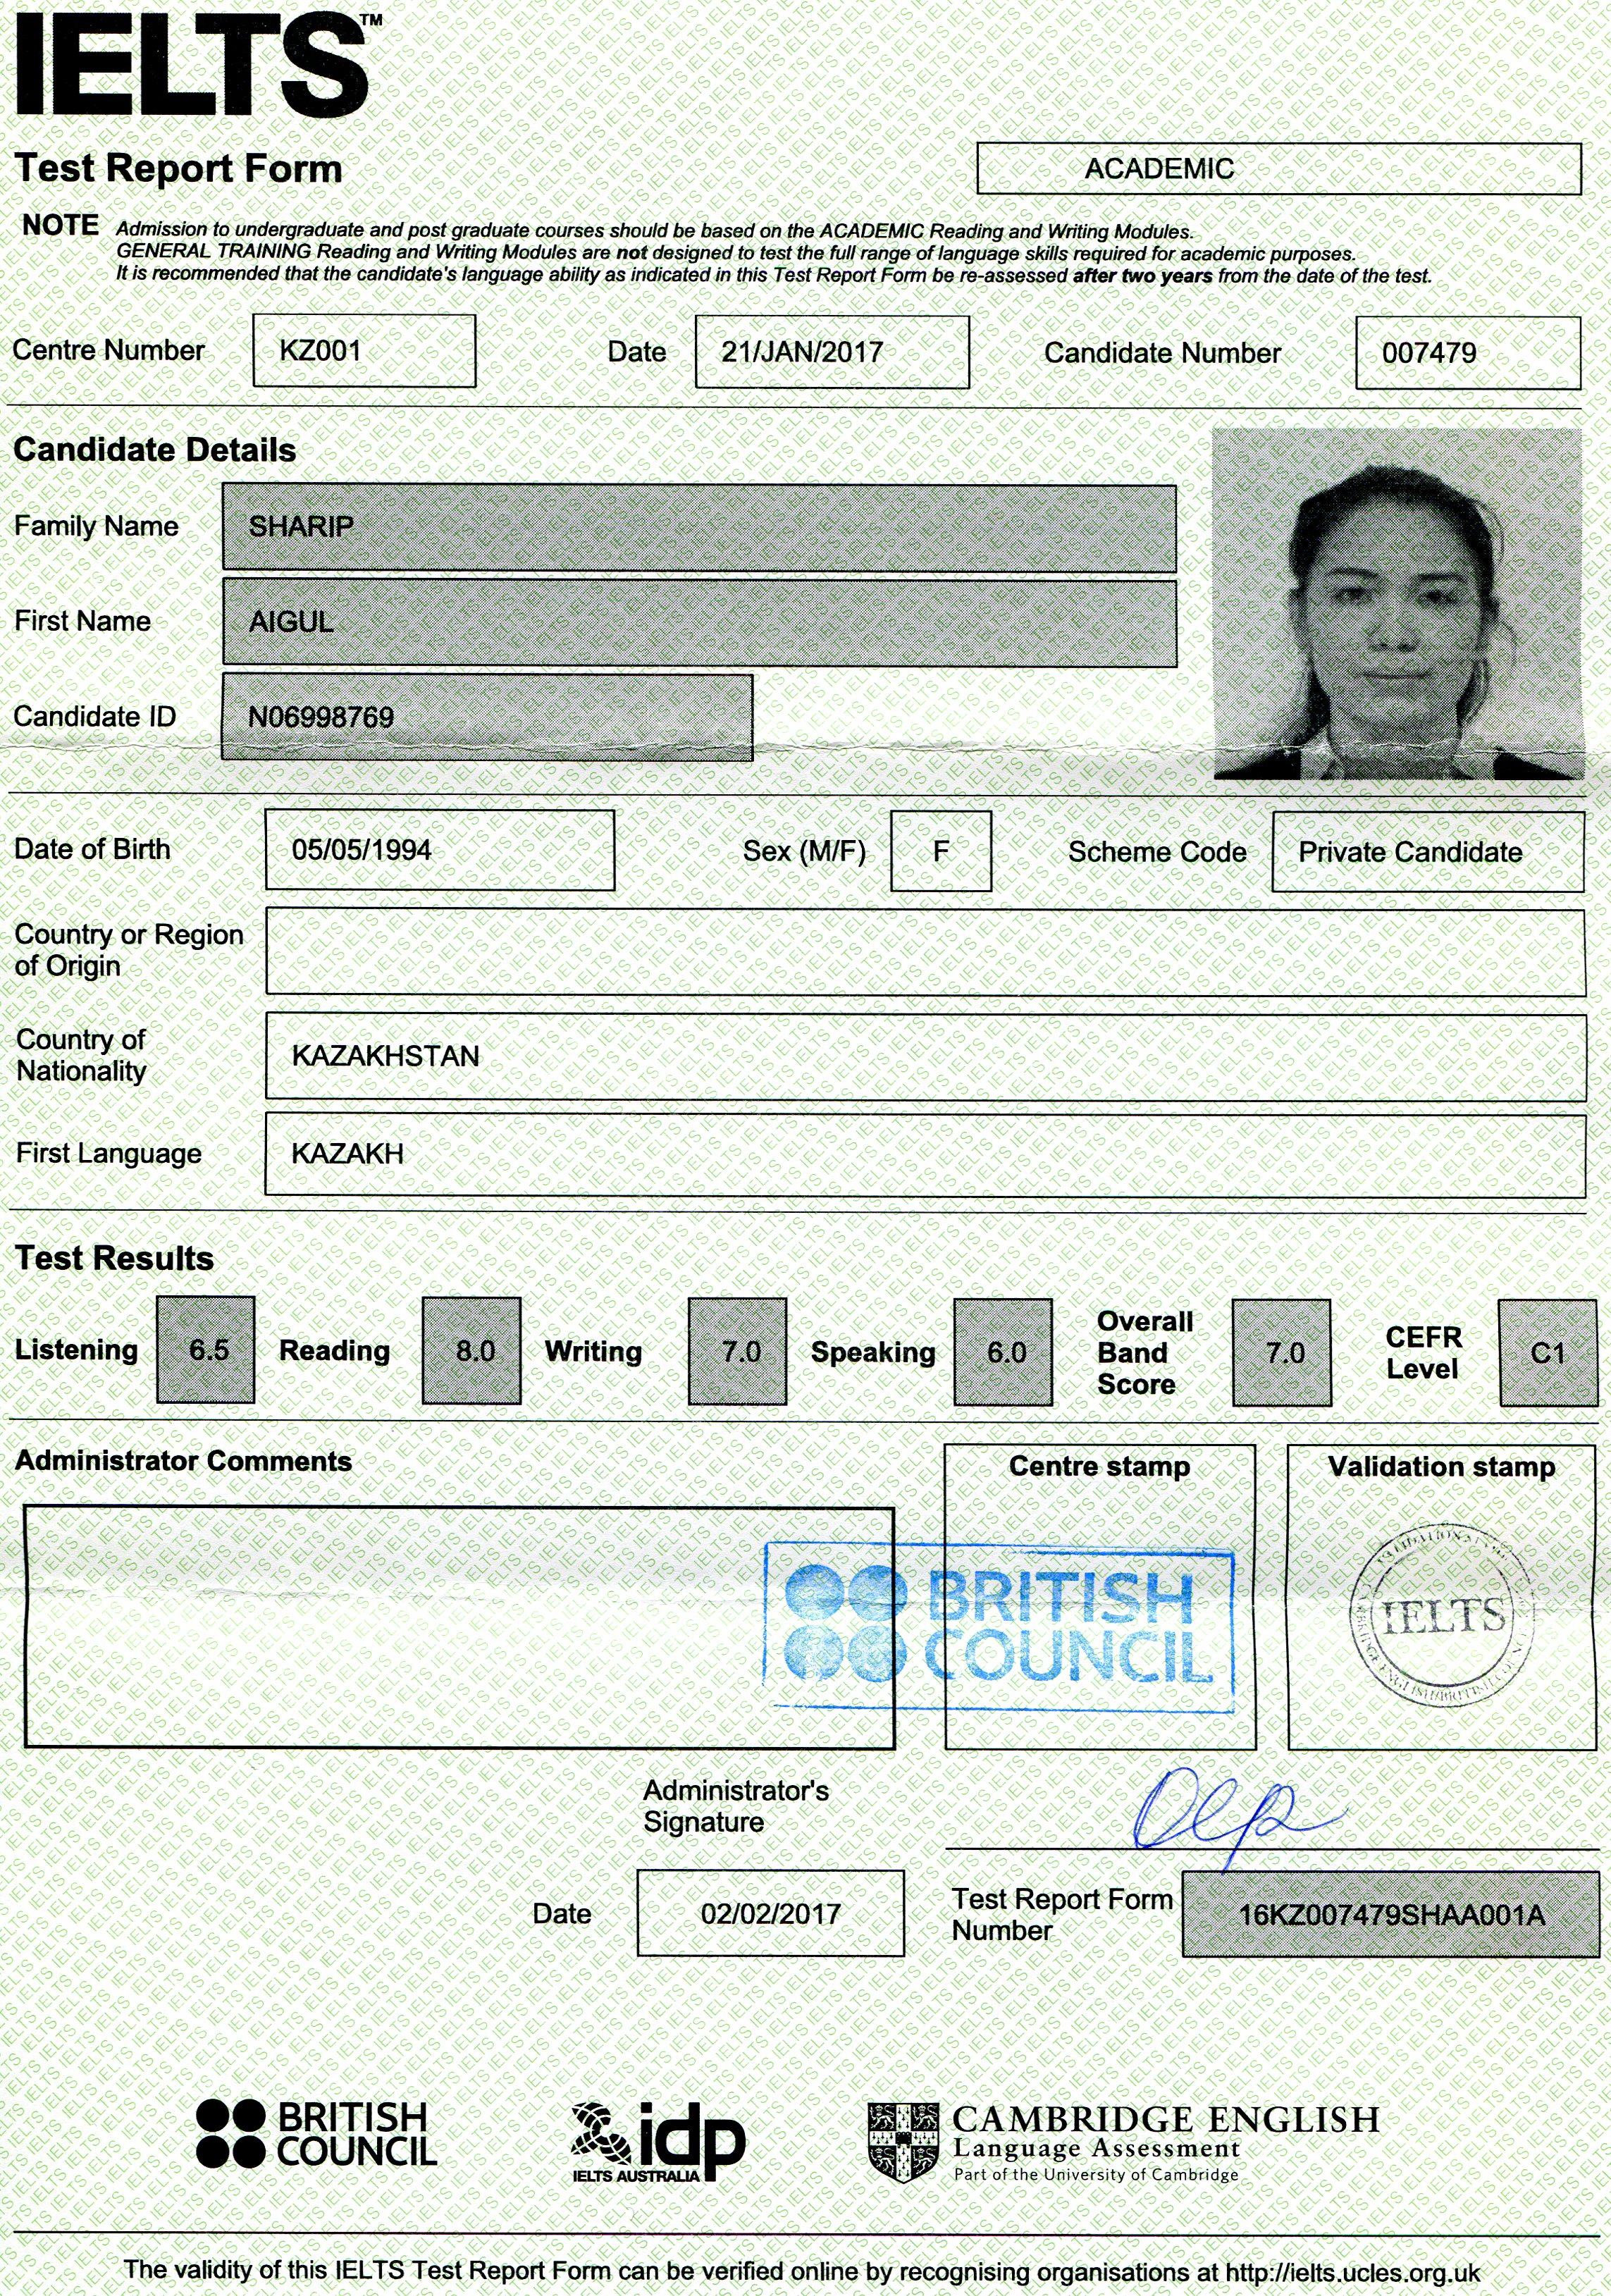 IELTS™
Test Report Form
ACADEMIC
NOTE Admission to undergraduate and post graduate courses should be based on the ACADEMIC Reading and Writing Modules.
GENERAL TRAINING Reading and Writing Modules are not designed to test the full range of language skills required for academic purposes.
It is recommended that the candidate's language ability as indicated in this Test Report Form be re-assessed after two years from the date of the test.
Centre Number KZ001 Date 21/JAN/2017 Candidate Number 007479
Candidate Details
Family Name SHARIP
First Name AIGUL
Candidate ID N06998769
Date of Birth 05/05/1994 Sex (M/F) F Scheme Code Private Candidate
Country or Region
of Origin
Country of
Nationality
KAZAKHSTAN
First Language KAZAKH
Test Results
Listening 6.5 Reading 8.0 Writing 7.0 Speaking 6.0 Overall Band Score 7.0 CEFR Level C1
Administrator Comments
Centre stamp
BRITISH
COUNCIL
Validation stamp
IELTS
Administrator's
Signature
Date 02/02/2017
Test Report Form
Number
16KZ007479SHAA001A
BRITISH
COUNCIL
idp
IELTS AUSTRALIA
CAMBRIDGE ENGLISH
Language Assessment
Part of the University of Cambridge
The validity of this IELTS Test Report Form can be verified online by recognising organisations at http://ielts.ucles.org.uk